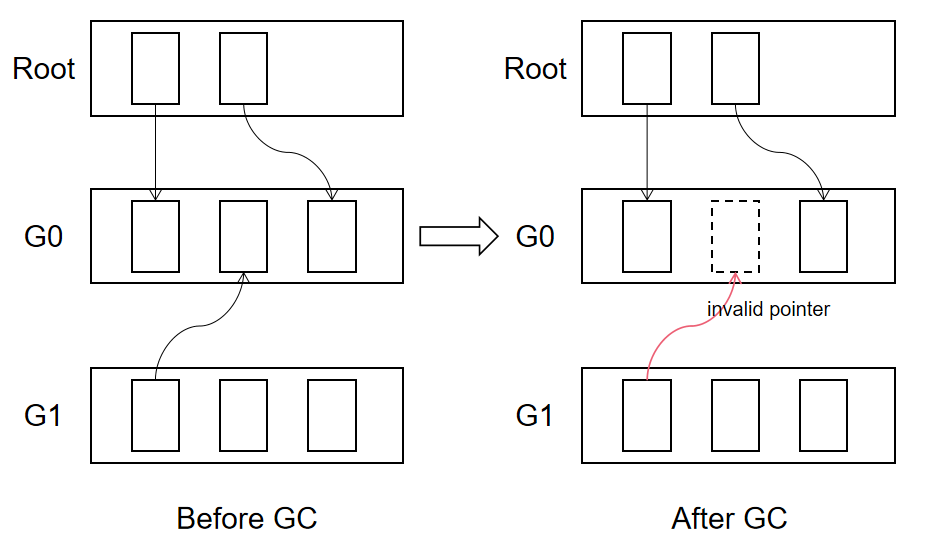 Root
Root
G0
G0
invalid pointer
G1
G1
Before GC
After GC